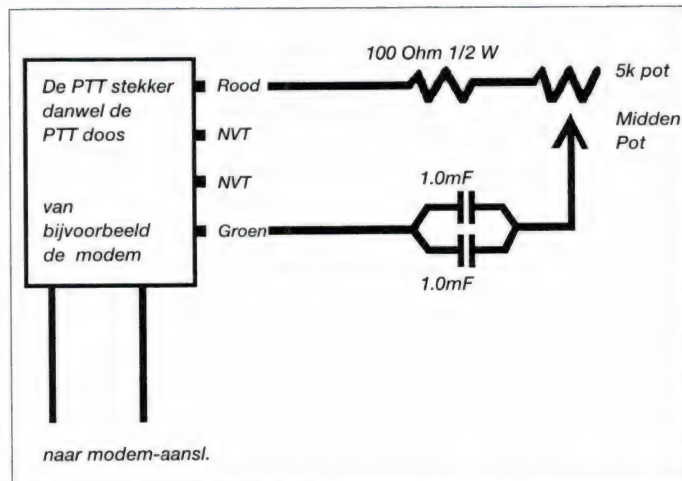 De PTT stekker
danwel de
PTT doos
van
bijvoorbeeld
de modem
Rood
NVT
NVT
Groen
100 Ohm 1/2 W
5k pot
Midden
Pot
1.0mF
1.0mF
naar modem-aansl.